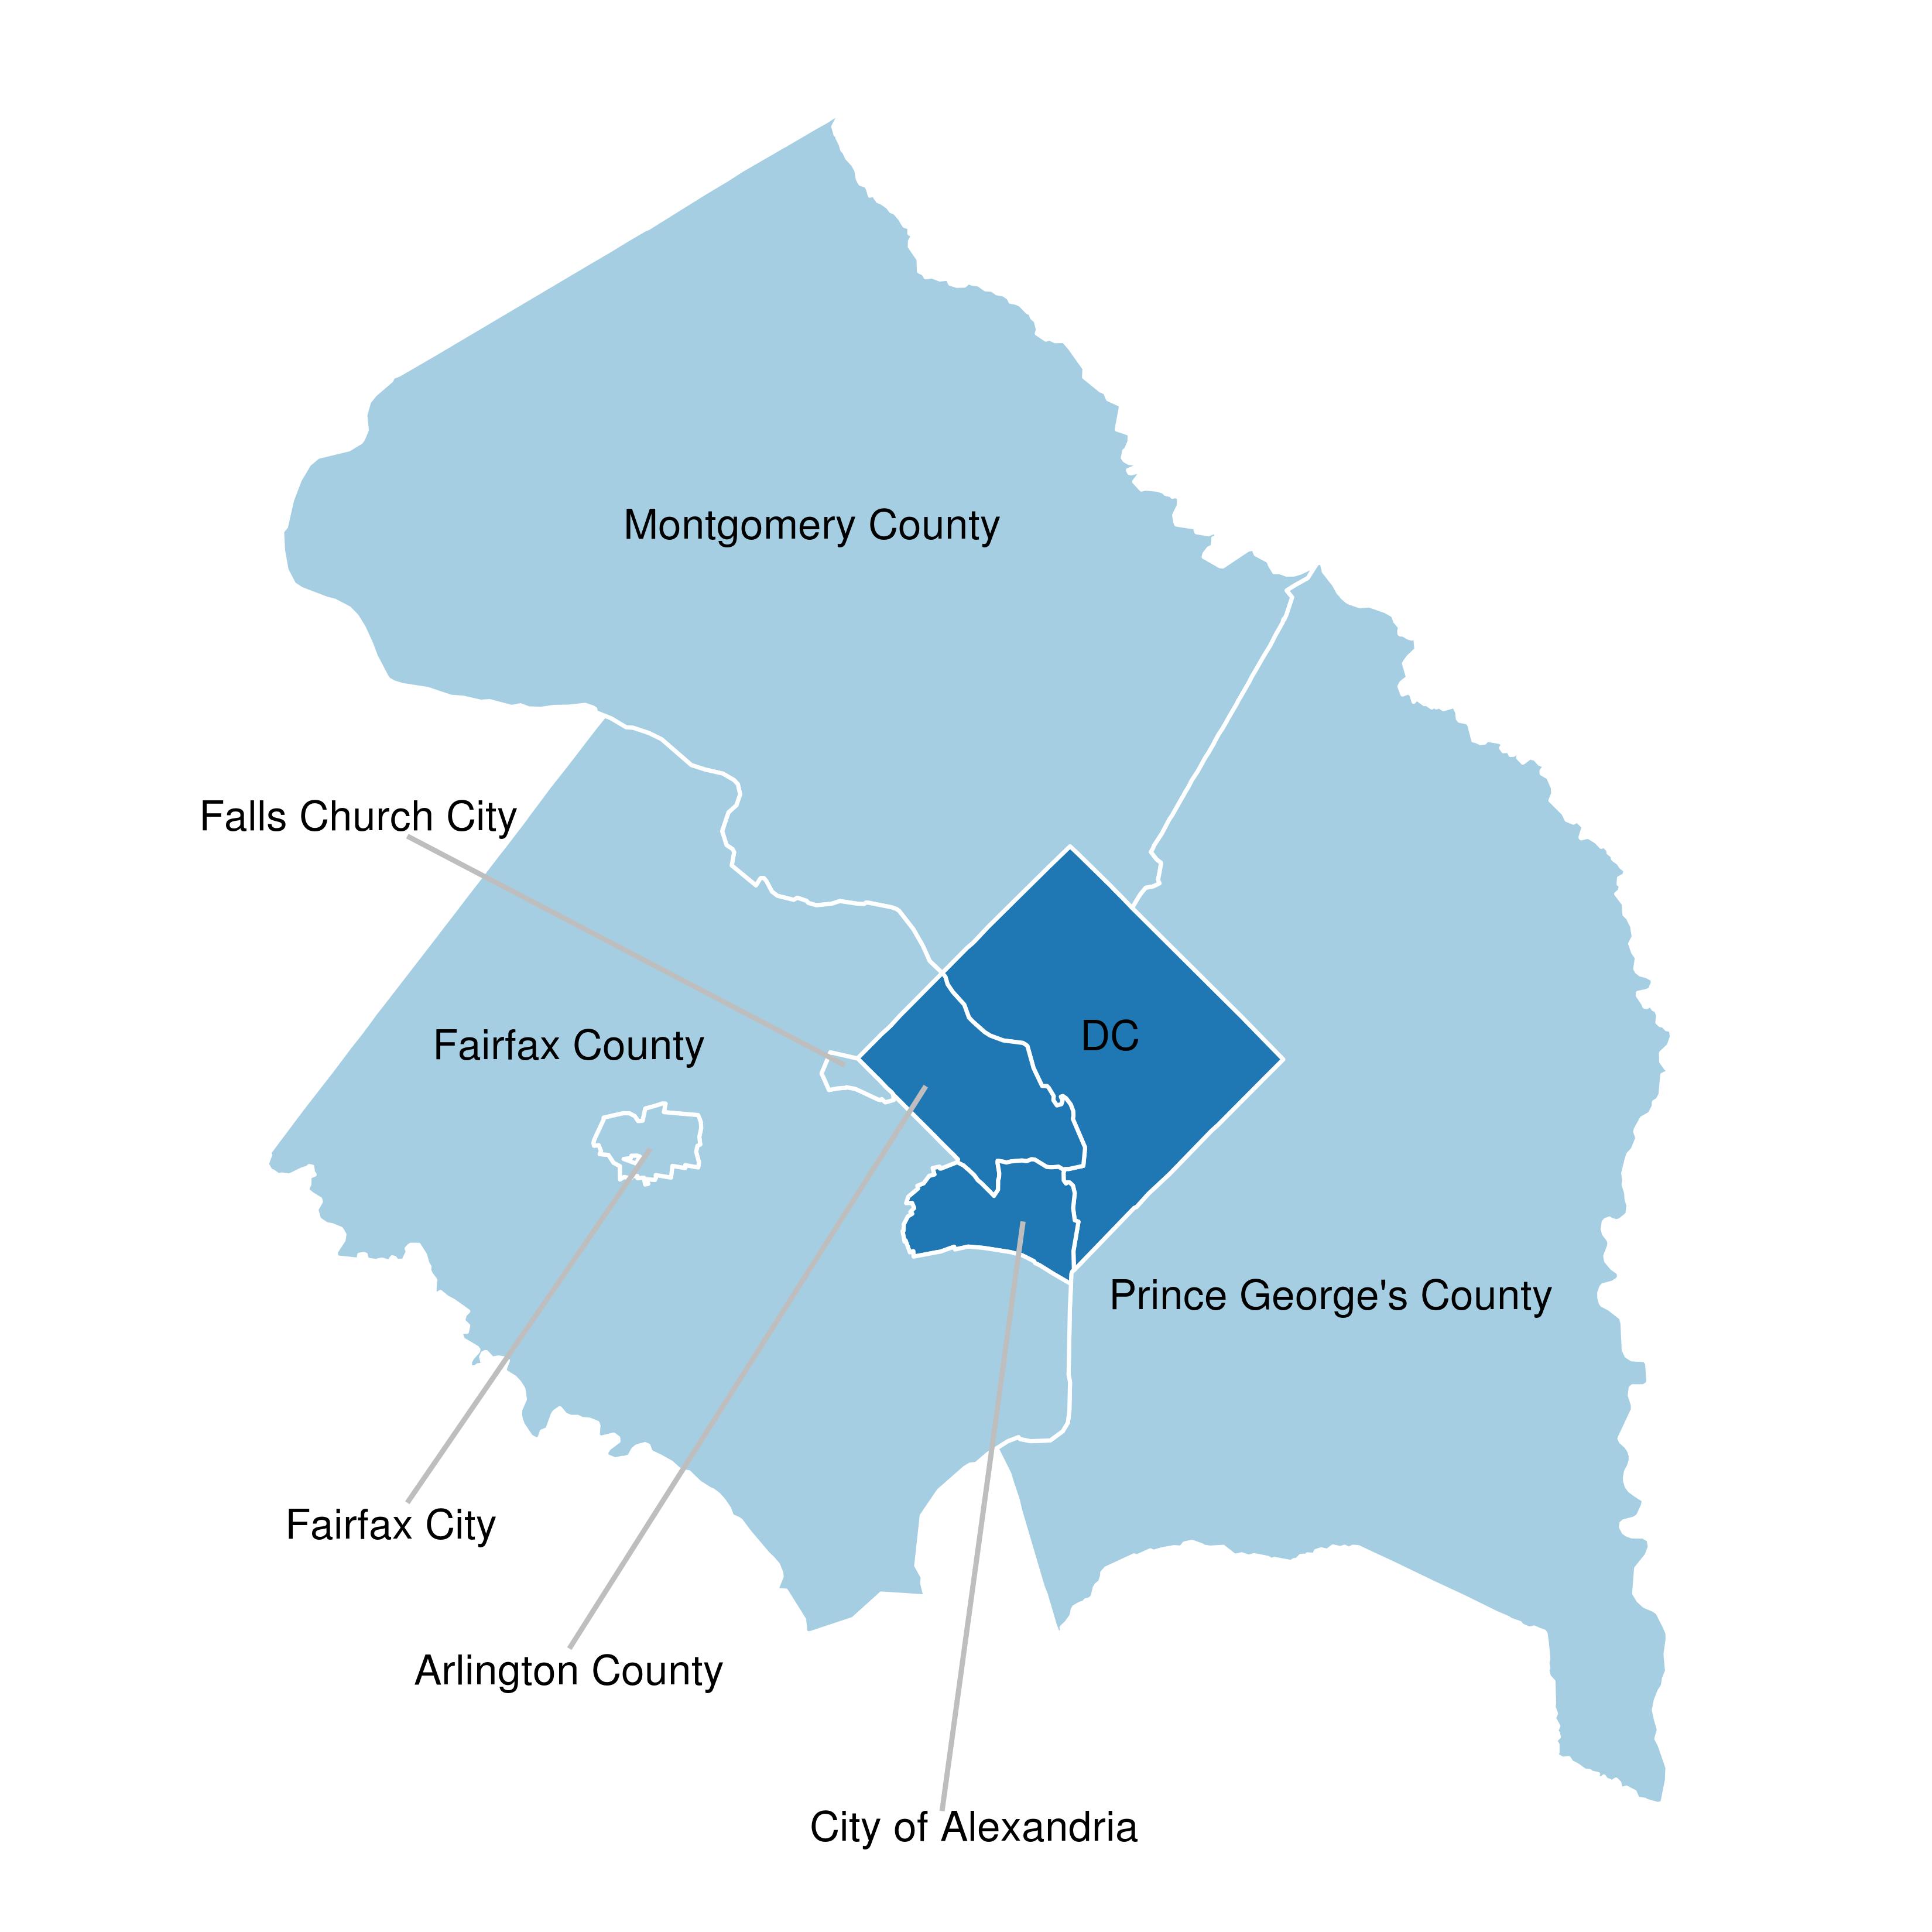 Montgomery County
Falls Church City
DC
Fairfax County
Prince George's County
Fairfax City
Arlington County
City of Alexandria